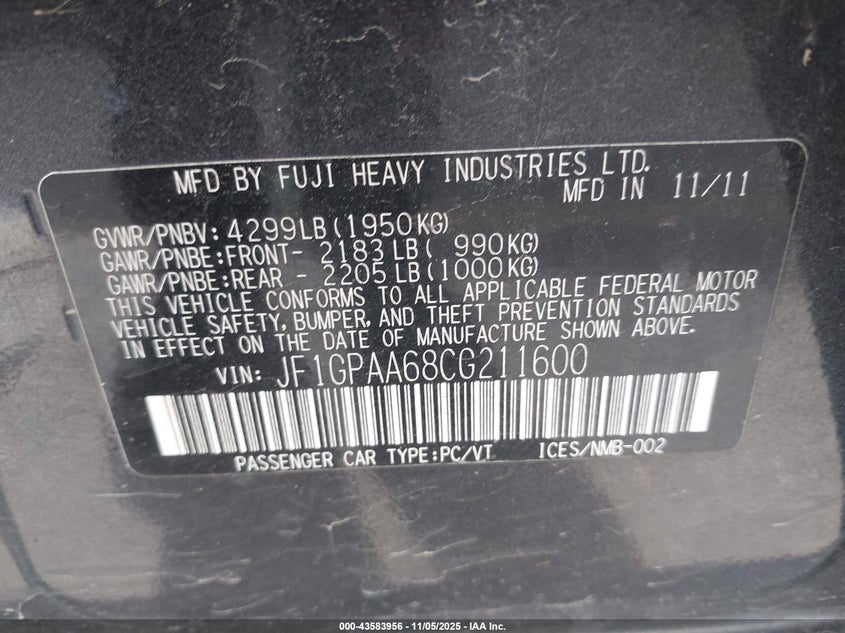 MFD BY FUJI HEAVY INDUSTRIES LTD.
MFD IN 11/11
GVWR/PNBV: 4299LB (1950KG)
GAWR/PNBE:FRONT- 2183 LB ( 990KG)
GAWR/PNBE:REAR - 2205 LB (1000KG)
THIS VEHICLE CONFORMS TO ALL APPLICABLE FEDERAL MOTOR
VEHICLE SAFETY, BUMPER, AND THEFT PREVENTION STANDARDS
IN EFFECT ON THE DATE OF MANUFACTURE SHOWN ABOVE.
VIN: JF1GPAA68CG211600
PASSENGER CAR TYPE:PC/VT ICES/NMB-002
000-43583956 - 11/05/2025 - IAA Inc.